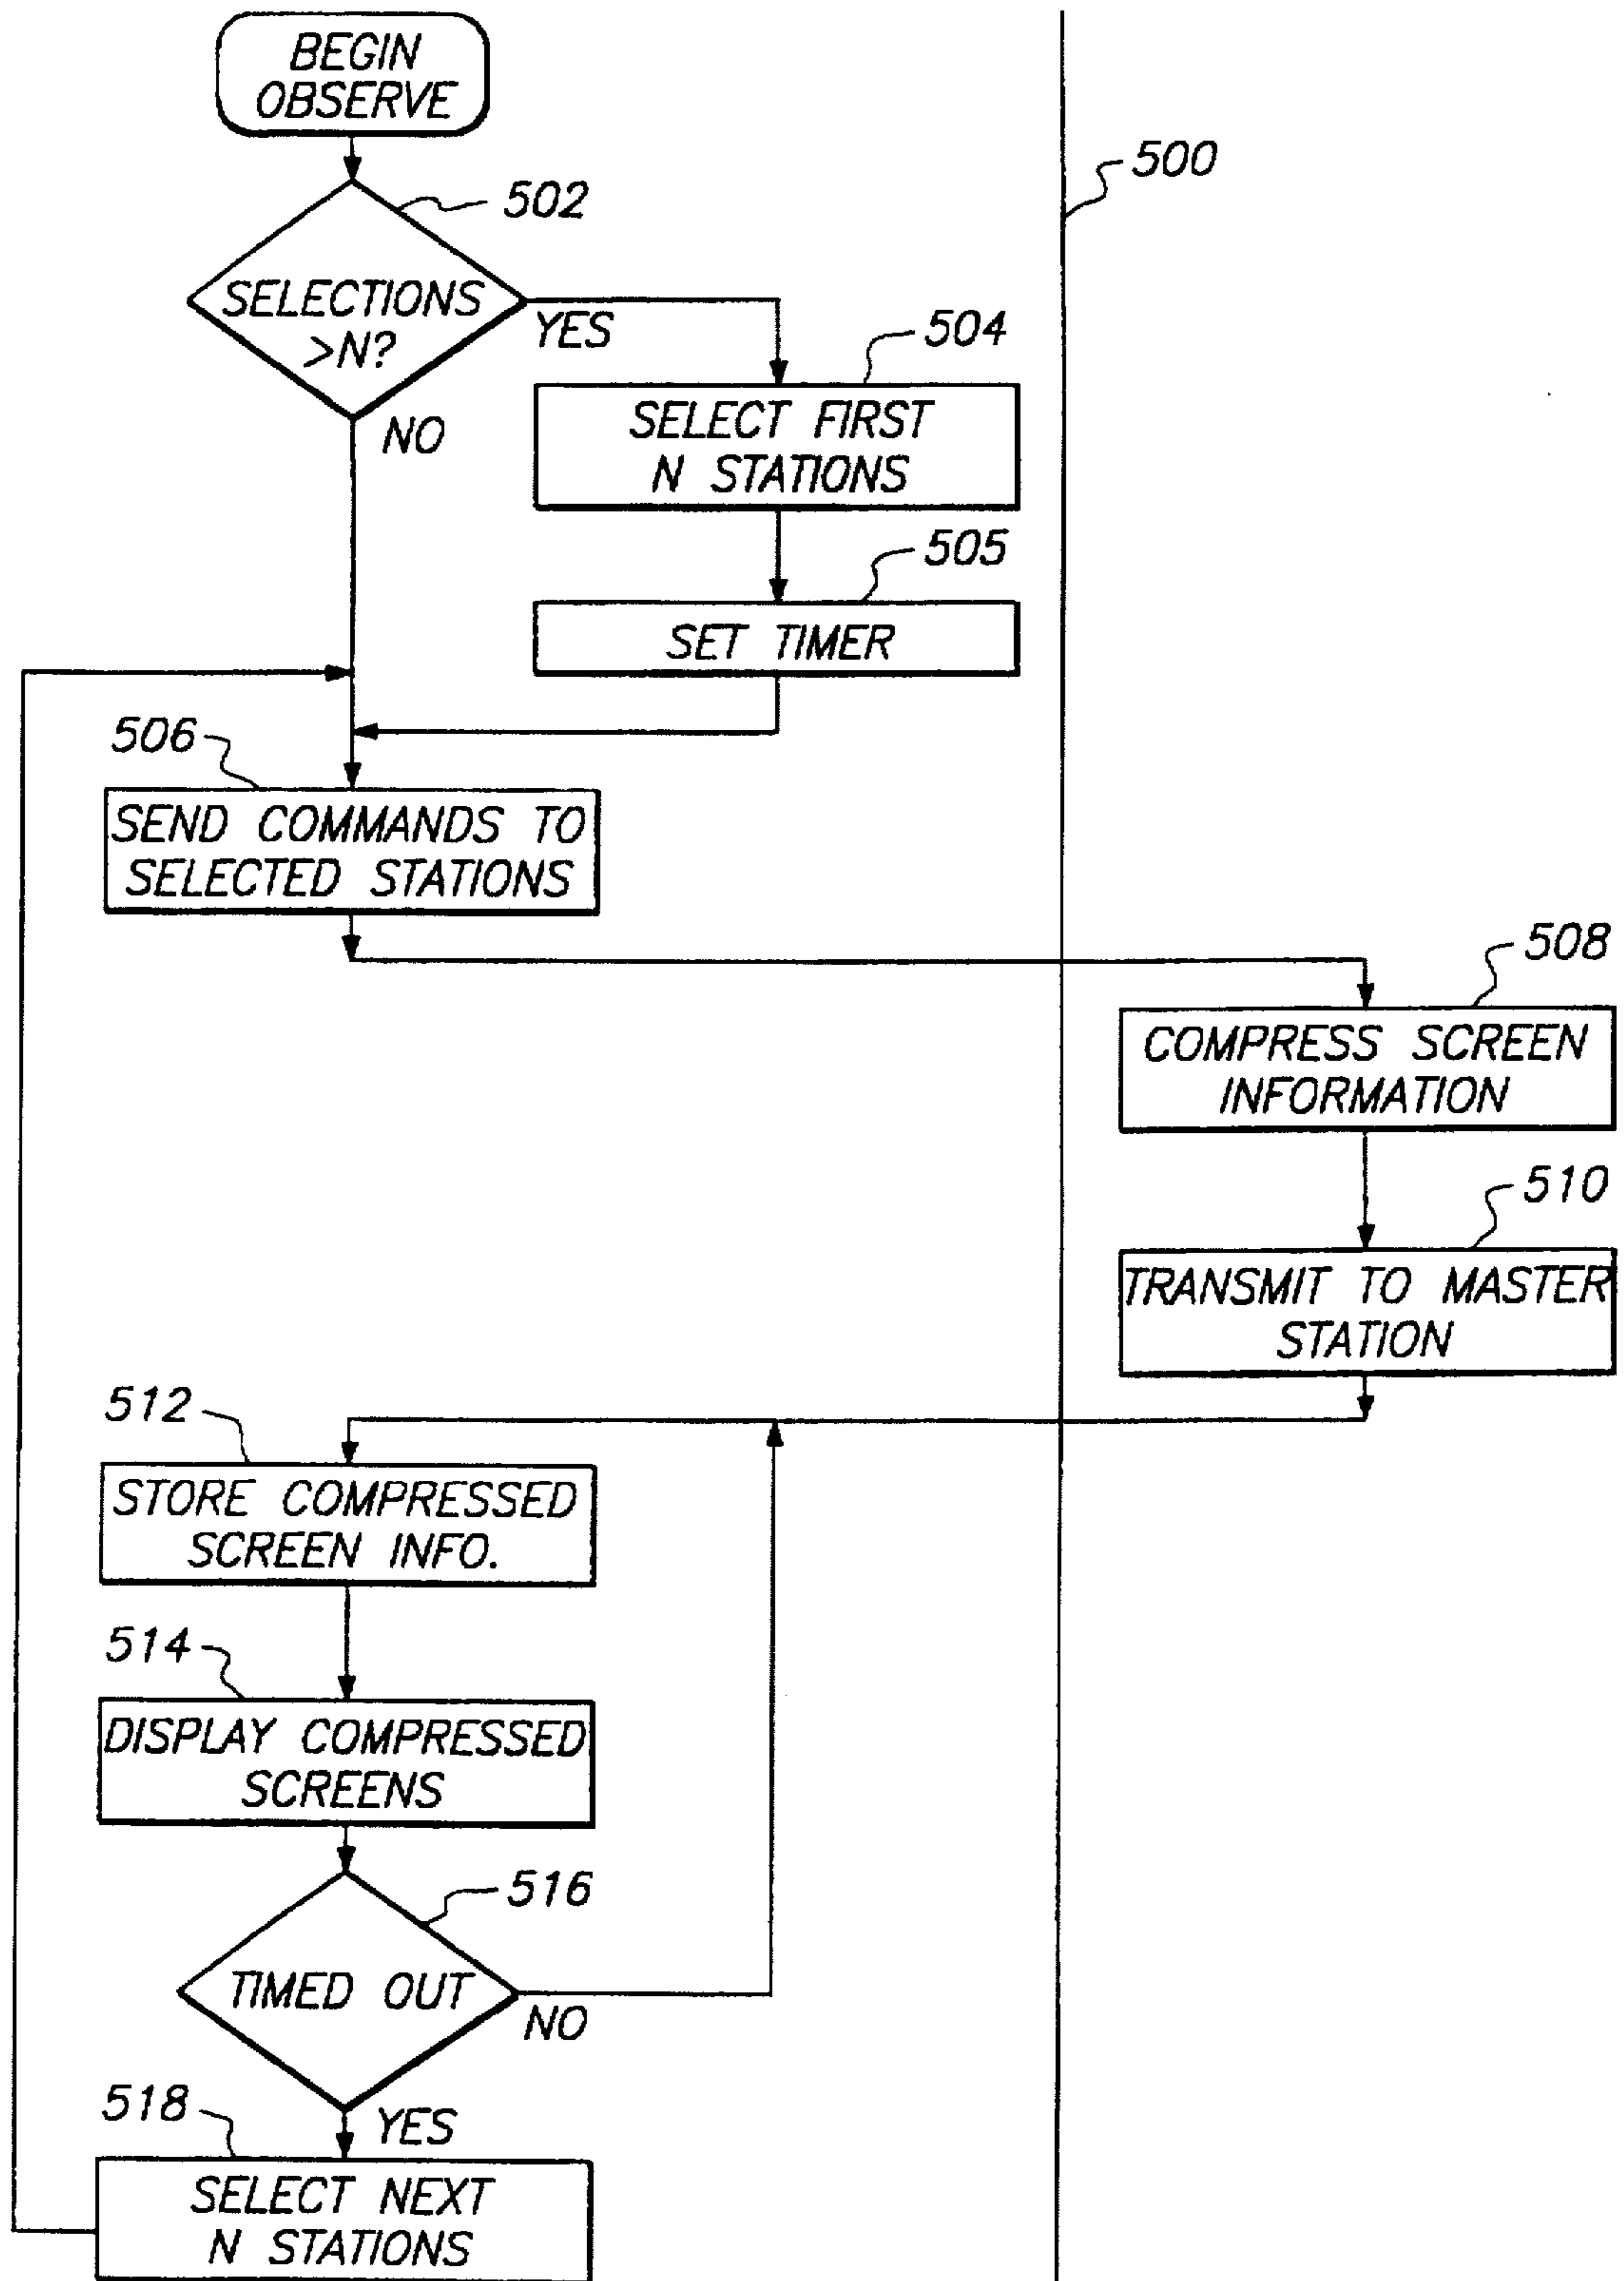 BEGIN
OBSERVE
500
502
SELECTIONS
>N?
YES
NO
504
SELECT FIRST
N STATIONS
505
SET TIMER
506
SEND COMMANDS TO
SELECTED STATIONS
508
COMPRESS SCREEN
INFORMATION
510
TRANSMIT TO MASTER
STATION
512
STORE COMPRESSED
SCREEN INFO.
514
DISPLAY COMPRESSED
SCREENS
516
TIMED OUT
NO
YES
518
SELECT NEXT
N STATIONS